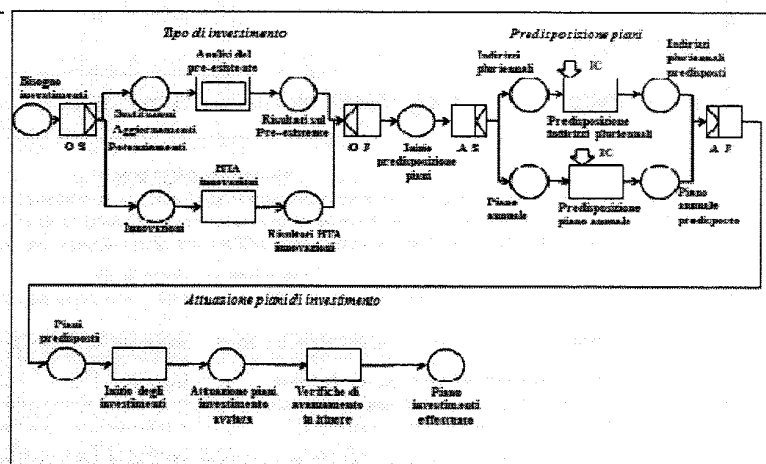 Tipo di investimento
Predisposizione piani
Bisogno
investimenti
O S
Sostituzioni
Aggiornamenti
Potenziamenti
Analisi del
pre-esistente
Risultati sul
Pre-esistente
Innovazioni
HTA
innovazioni
Risultati HTA
innovazioni
Inizio
predisposizione
piani
A S
Indirizzi
pluriennali
IC
Predisposizione
Indirizzi pluriennali
Indirizzi
pluriennali
predisposti
Piano
annuale
IC
Predisposizione
piano annuale
Piano
annuale
predisposto
Attuazione piani di investimento
Piani
predisposti
Inizio degli
investimenti
Attuazione piani
investimento
avviata
Verifiche di
avanzamento
in itinere
Piano
investimenti
effettuato